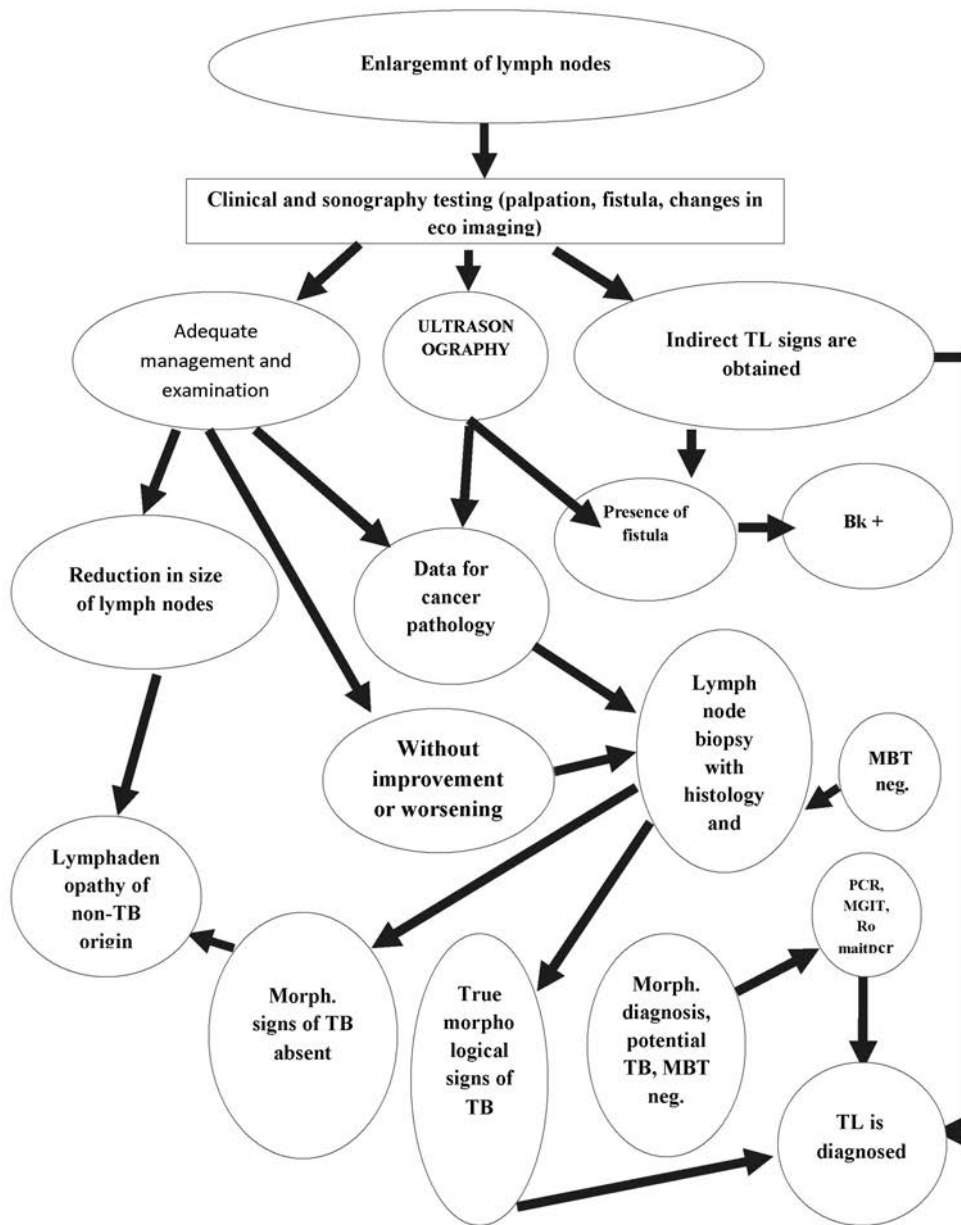 Enlargemnt of lymph nodes
Clinical and sonography testing (palpation, fistula, changes in
eco imaging)
Adequate
management and
examination
ULTRASON
OGRAPHY
Indirect TL signs are
obtained
Presence of
fistula
Bk +
Reduction in size
of lymph nodes
Data for
cancer
pathology
Lymph
node
biopsy
with
histology
and
Without
improvement
or worsening
MBT
neg.
Lymphaden
opathy of
non-TB
origin
PCR,
MGIT,
Ro
Morph.
signs of TB
absent
True
morpho
logical
signs of
TB
Morph.
diagnosis,
potential
TB, MBT
neg.
TL is
diagnosed